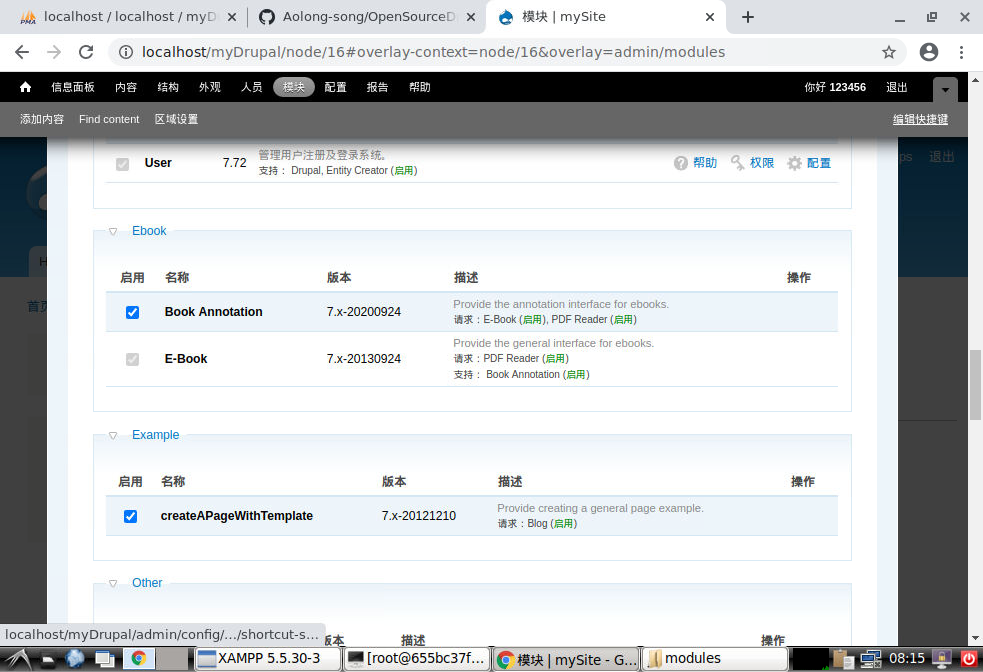 localhost / localhost / myD
Aolong-song/OpenSourceD
模块 | mySite
localhost/myDrupal/node/16#overlay-context=node/16&overlay=admin/modules
信息面板 内容 结构 外观 人员 模块 配置 报告 帮助 你好 123456 退出
添加内容 Find content 区域设置 编辑快捷键
User 7.72 管理用户注册及登录系统。
支持： Drupal, Entity Creator (启用)
帮助 权限 配置
ps 退出
首页
Ebook
启用 名称 版本 描述 操作
Book Annotation 7.x-20200924 Provide the annotation interface for ebooks.
请求：E-Book (启用), PDF Reader (启用)
E-Book 7.x-20130924 Provide the general interface for ebooks.
请求：PDF Reader (启用)
支持： Book Annotation (启用)
Example
启用 名称 版本 描述 操作
createAPageWithTemplate 7.x-20121210 Provide creating a general page example.
请求：Blog (启用)
Other
版本 描述 操作
localhost/myDrupal/admin/config/.../shortcut-s...
XAMPP 5.5.30-3 [root@655bc37f... 模块 | mySite - G... modules 08:15